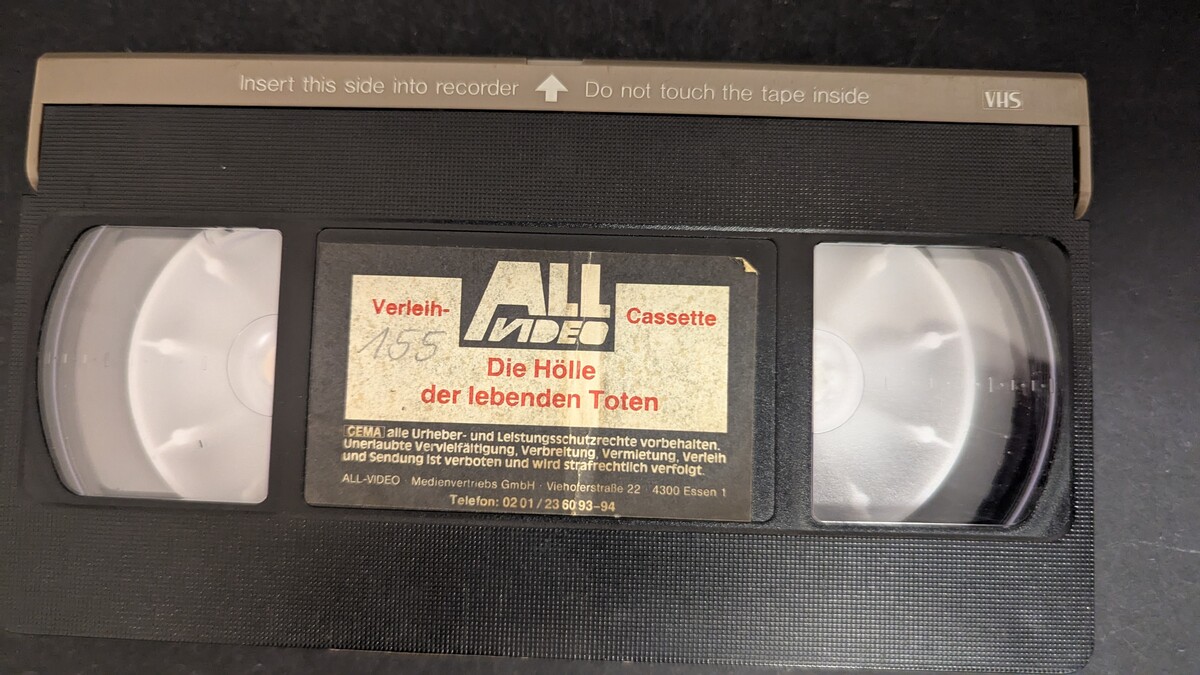 Insert this side into recorder Do not touch the tape inside VHS
Verleih- ALL VIDEO Cassette
155
Die Hölle
der lebenden Toten
GEMA alle Urheber- und Leistungsschutzrechte vorbehalten.
Unerlaubte Vervielfältigung, Verbreitung, Vermietung, Verleih
und Sendung ist verboten und wird strafrechtlich verfolgt.
ALL-VIDEO · Medienvertriebs GmbH · Viehoferstraße 22 · 4300 Essen 1
Telefon: 02 01 / 23 60 93-94